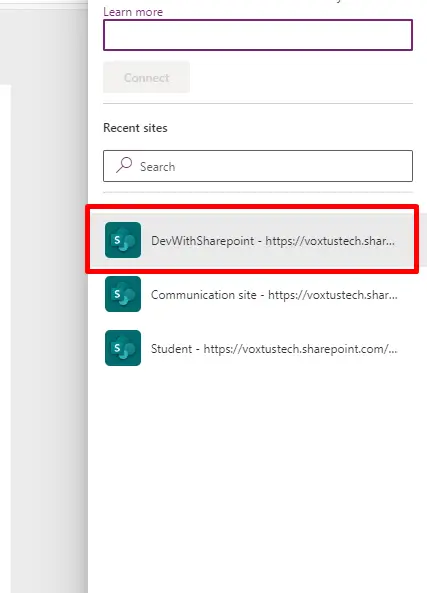 Learn more
Connect
Recent sites
Search
DevWithSharepoint - https://voxtustech.shar...
Communication site - https://voxtustech.shar...
Student - https://voxtustech.sharepoint.com/...